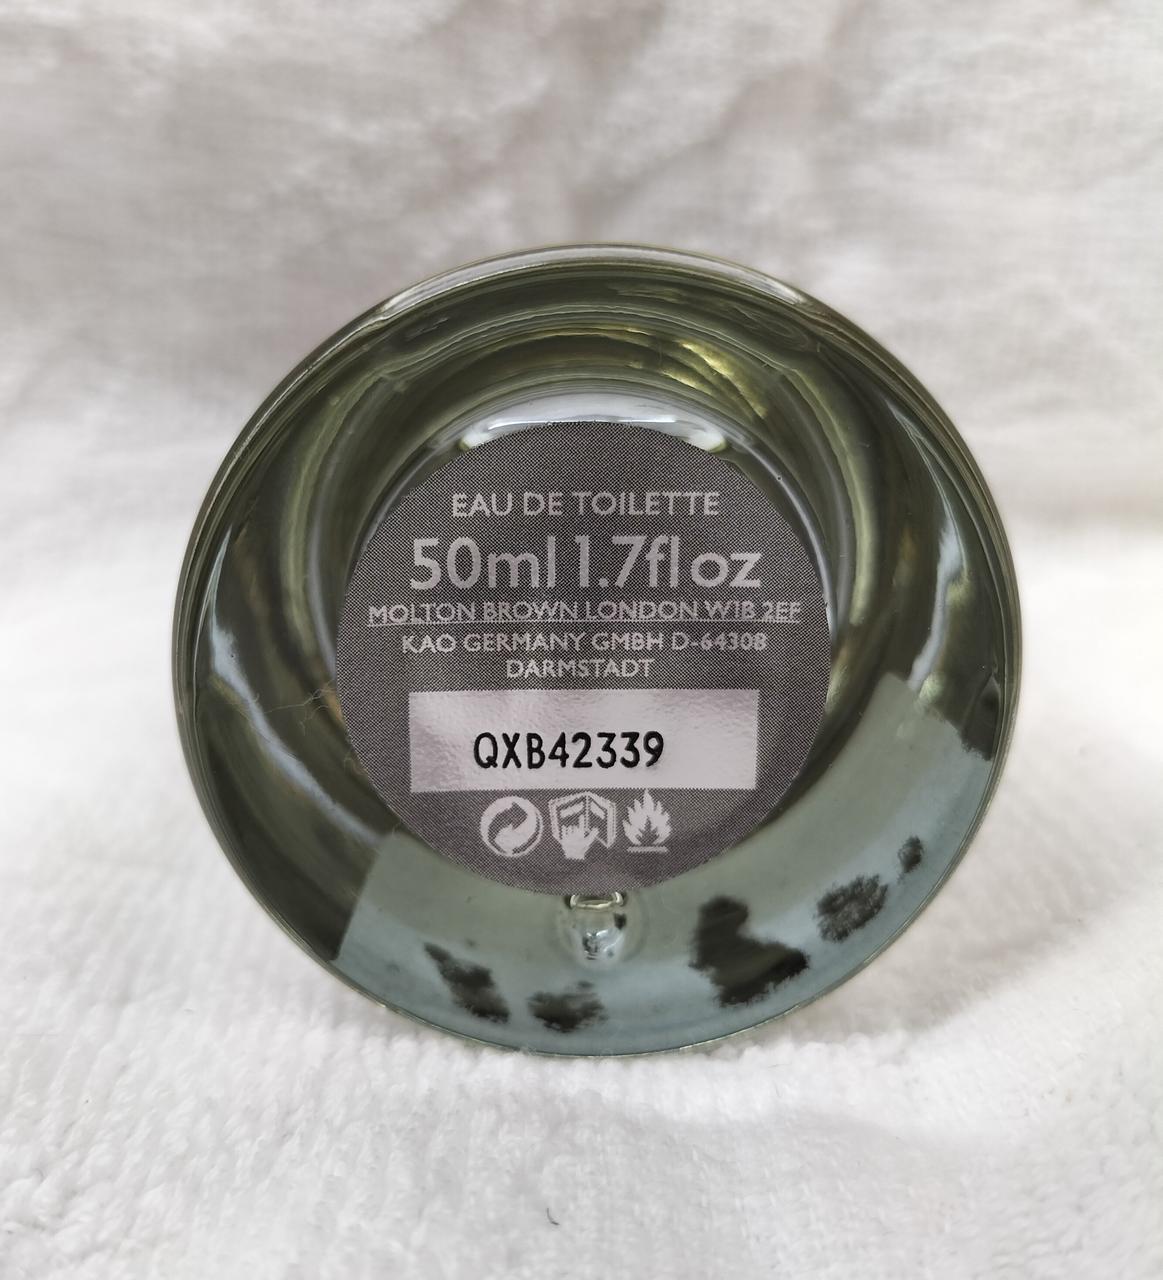 EAU DE TOILETTE
50ml 1.7fl oz
MOLTON BROWN LONDON W1B 2EF
KAO GERMANY GMBH D-64308
DARMSTADT
QXB42339